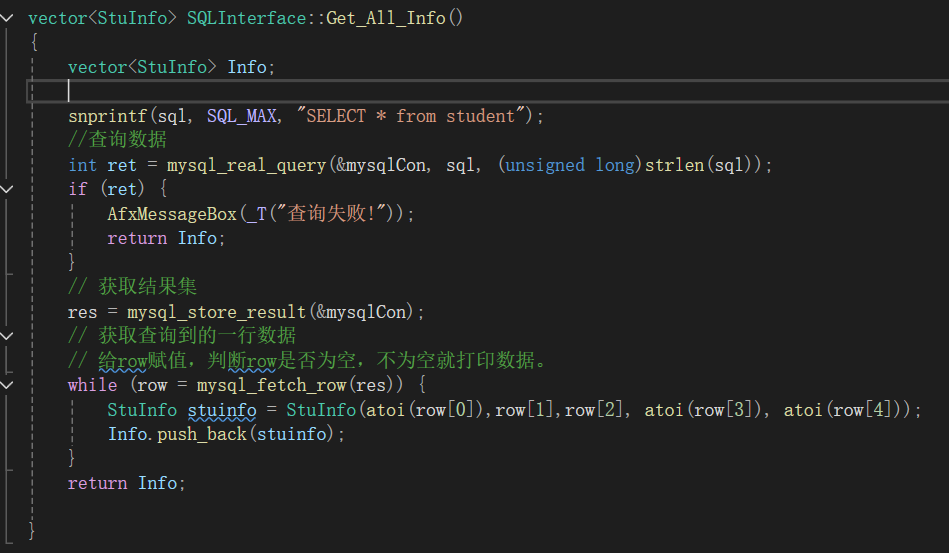 vector<StuInfo> SQLInterface::Get_All_Info()
{
vector<StuInfo> Info;
snprintf(sql, SQL_MAX, "SELECT * from student");
//查询数据
int ret = mysql_real_query(&mysqlCon, sql, (unsigned long)strlen(sql));
if (ret) {
AfxMessageBox(_T("查询失败!"));
return Info;
}
// 获取结果集
res = mysql_store_result(&mysqlCon);
// 获取查询到的一行数据
// 给row赋值，判断row是否为空，不为空就打印数据。
while (row = mysql_fetch_row(res)) {
StuInfo stuinfo = StuInfo(atoi(row[0]),row[1],row[2], atoi(row[3]), atoi(row[4]));
Info.push_back(stuinfo);
}
return Info;
}